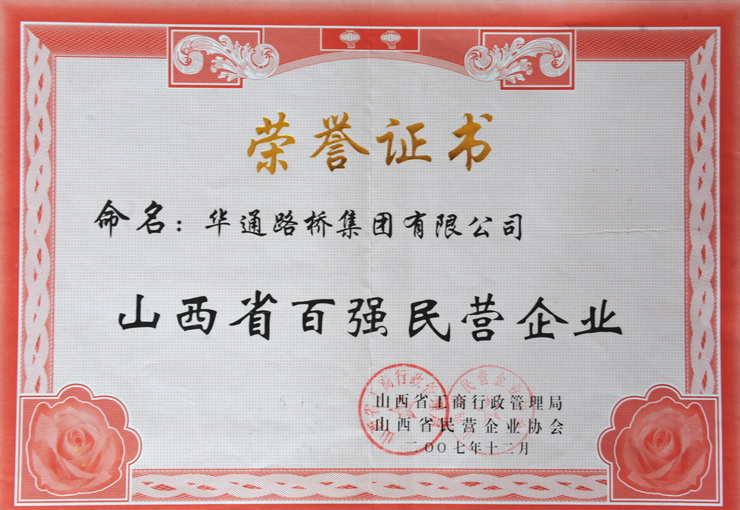 荣誉证书
命名：华通路桥集团有限公司
山西省百强民营企业
山西省工商行政管理局
山西省民营企业协会
二〇〇七年十二月